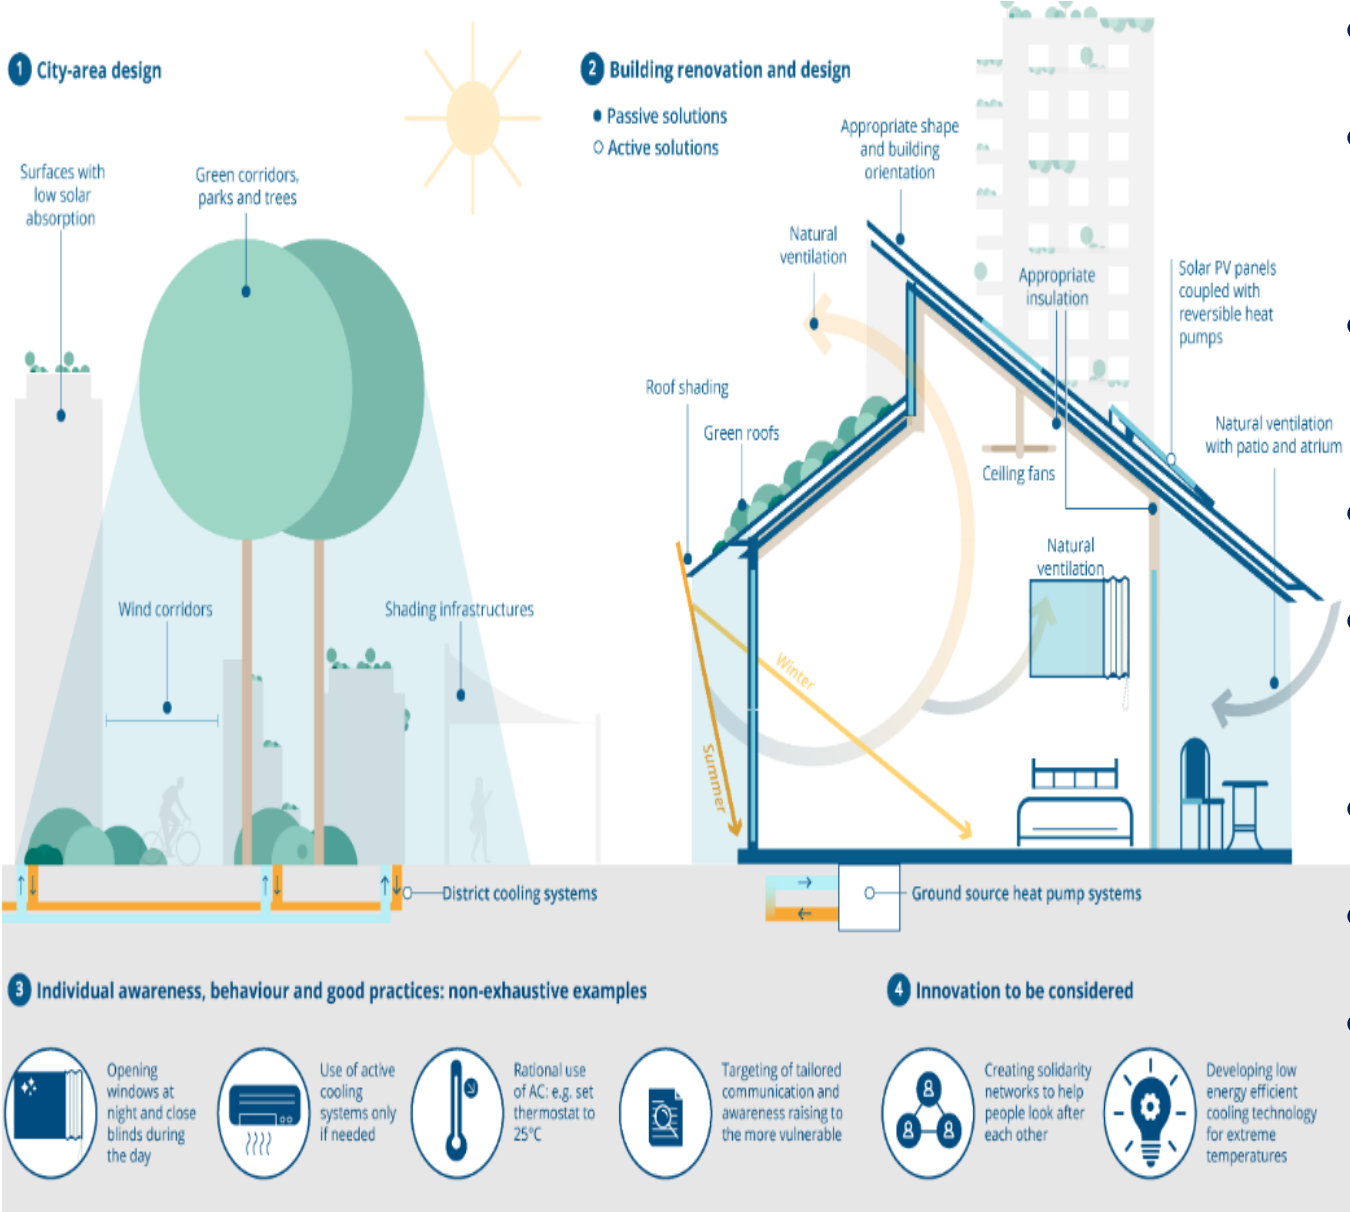 1 City-area design
Surfaces with
low solar
absorption
Green corridors,
parks and trees
Wind corridors
Shading infrastructures
District cooling systems
2 Building renovation and design
Passive solutions
Active solutions
Appropriate shape
and building
orientation
Natural
ventilation
Appropriate
insulation
Solar PV panels
coupled with
reversible heat
pumps
Roof shading
Green roofs
Ceiling fans
Natural ventilation
with patio and atrium
Natural
ventilation
Winter
Summer
Ground source heat pump systems
3 Individual awareness, behaviour and good practices: non-exhaustive examples
Opening
windows at
night and close
blinds during
the day
Use of active
cooling
systems only
if needed
Rational use
of AC: e.g. set
thermostat to
25°C
Targeting of tailored
communication and
awareness raising to
the more vulnerable
4 Innovation to be considered
Creating solidarity
networks to help
people look after
each other
Developing low
energy efficient
cooling technology
for extreme
temperatures